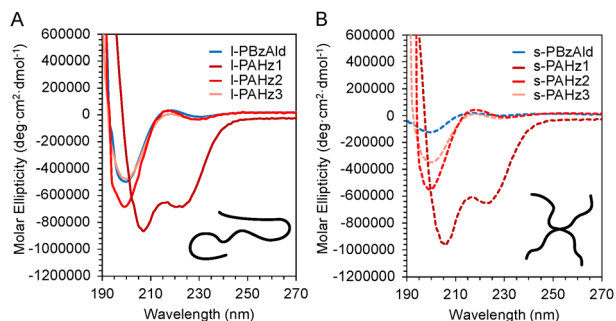 A
Molar Ellipticity (deg·cm²·dmol⁻¹)
600000
400000
200000
0
-200000
-400000
-600000
-800000
-1000000
-1200000
l-PBzAld
l-PAHz1
l-PAHz2
l-PAHz3
190 210 230 250 270
Wavelength (nm)
B
Molar Ellipticity (deg·cm²·dmol⁻¹)
600000
400000
200000
0
-200000
-400000
-600000
-800000
-1000000
-1200000
s-PBzAld
s-PAHz1
s-PAHz2
s-PAHz3
190 210 230 250 270
Wavelength (nm)